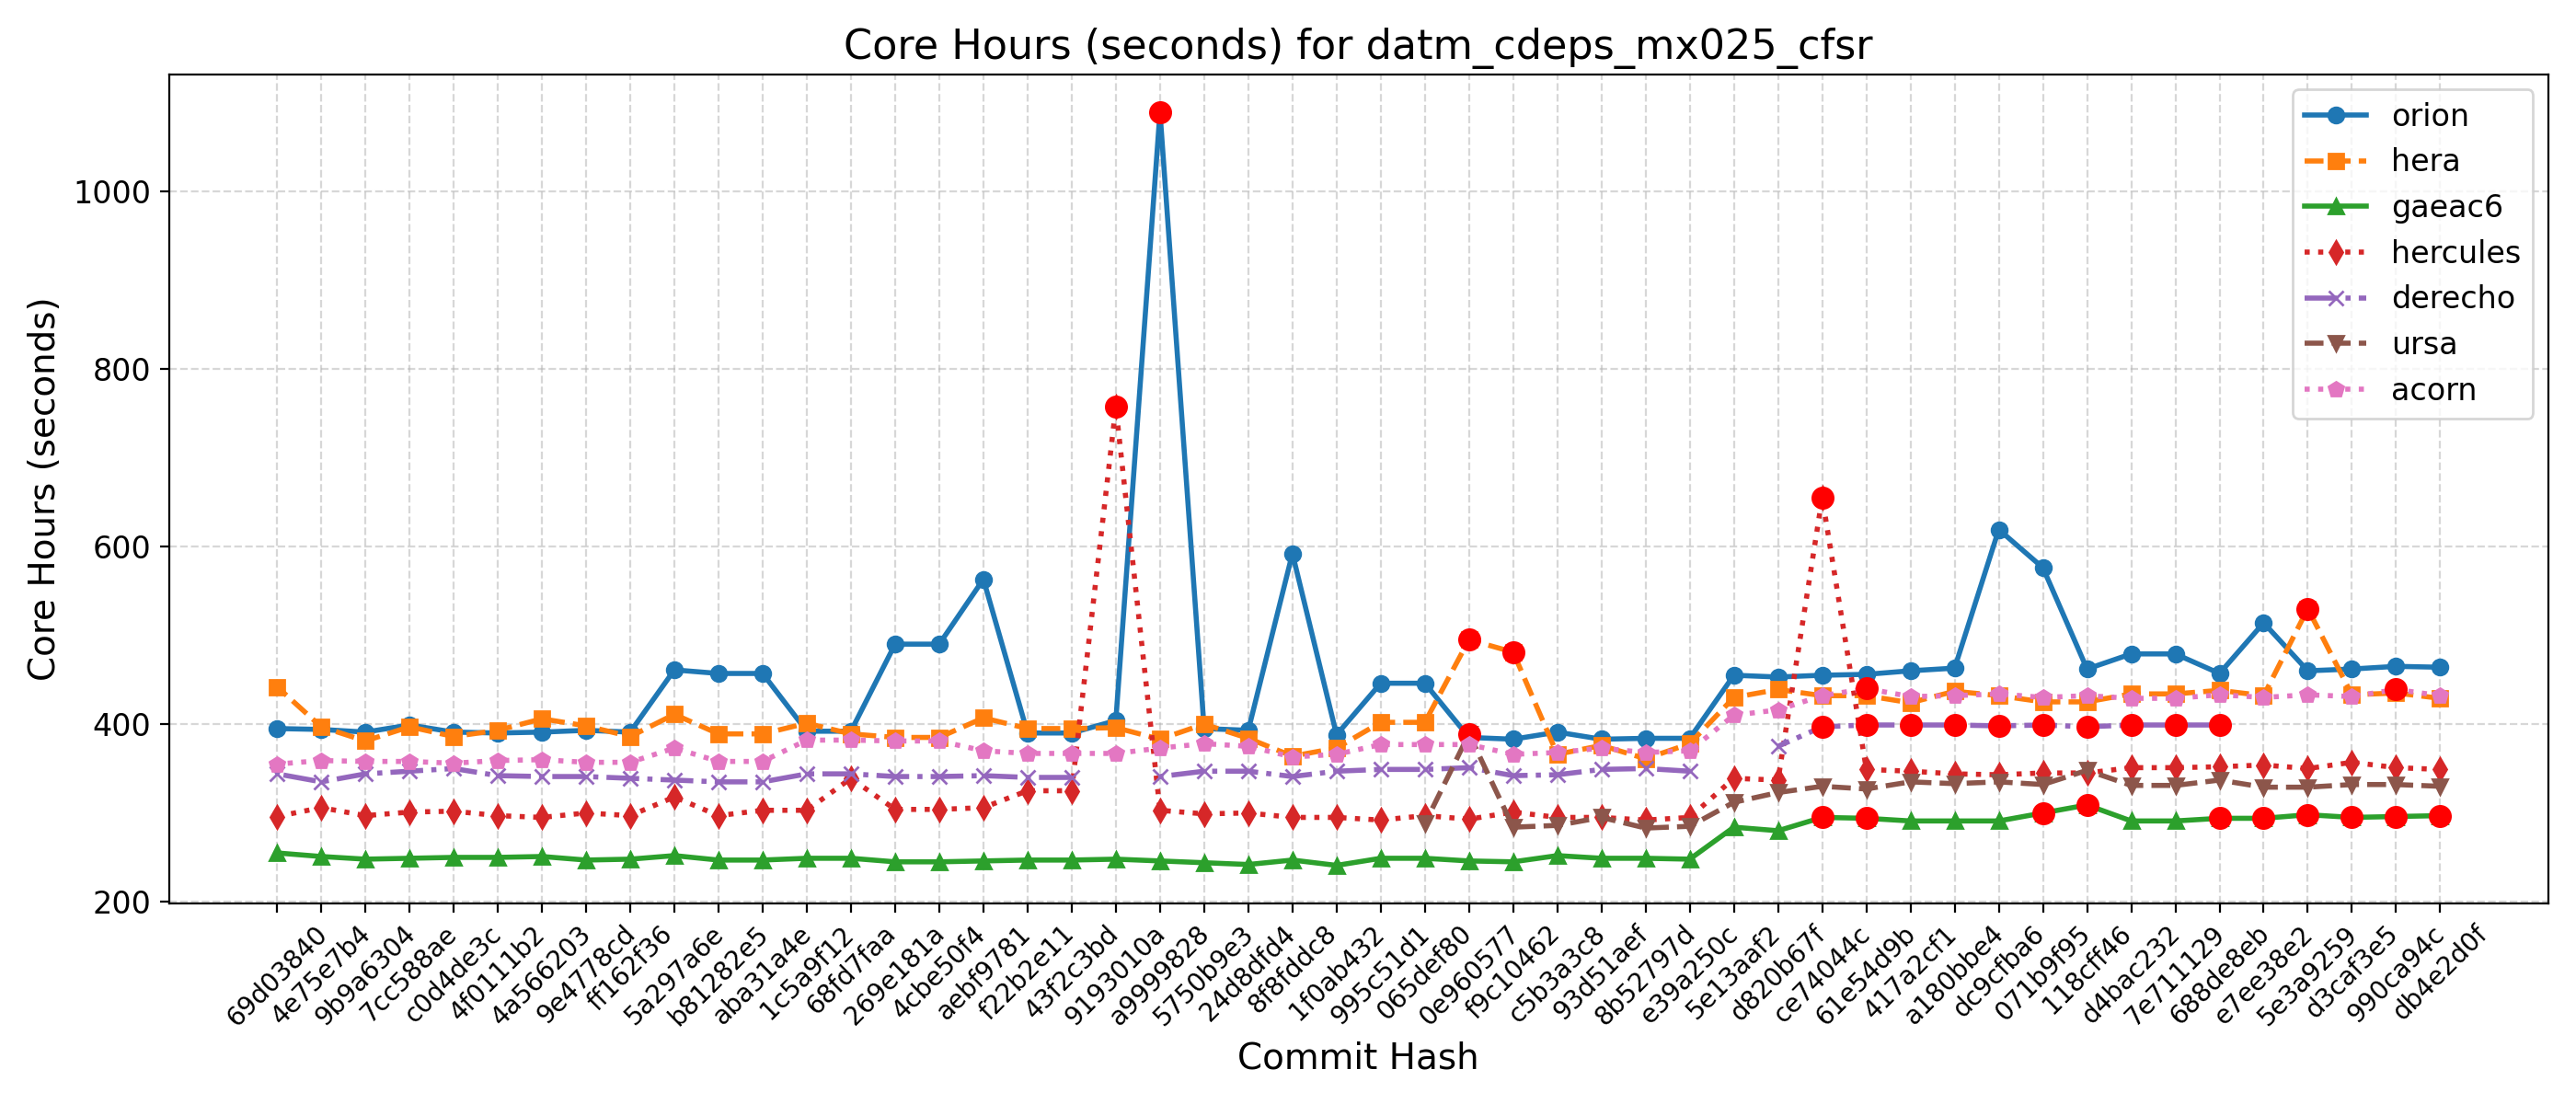 Core Hours (seconds) for datm_cdeps_mx025_cfsr
Core Hours (seconds)
1000
800
600
400
200
orion
hera
gaeac6
hercules
derecho
ursa
acorn
69d03840
4e75e7b4
9b9a6304
7cc588ae
c0d4de3c
4f0111b2
4a566203
9e4778cd
ff162f36
5a297a6e
b81282e5
aba31a4e
1c5a9f12
68fd7faa
269e181a
4cbe50f4
aebf9781
f22b2e11
43f2c3bd
9193010a
a9999828
5750b9e3
24d8dfd4
8f8fddc8
1f0ab432
995c51d1
065def80
0e960577
f9c10462
c5b3a3c8
93d51aef
8b52797d
e39a250c
5e13aaf2
d820b67f
ce74044c
61e54d9b
417a2cf1
a180bbe4
dc9cfba6
071b9f95
118cff46
d4bac232
7e711129
688de8eb
e7ee38e2
5e3a9259
d3caf3e5
990ca94c
db4e2d0f
Commit Hash